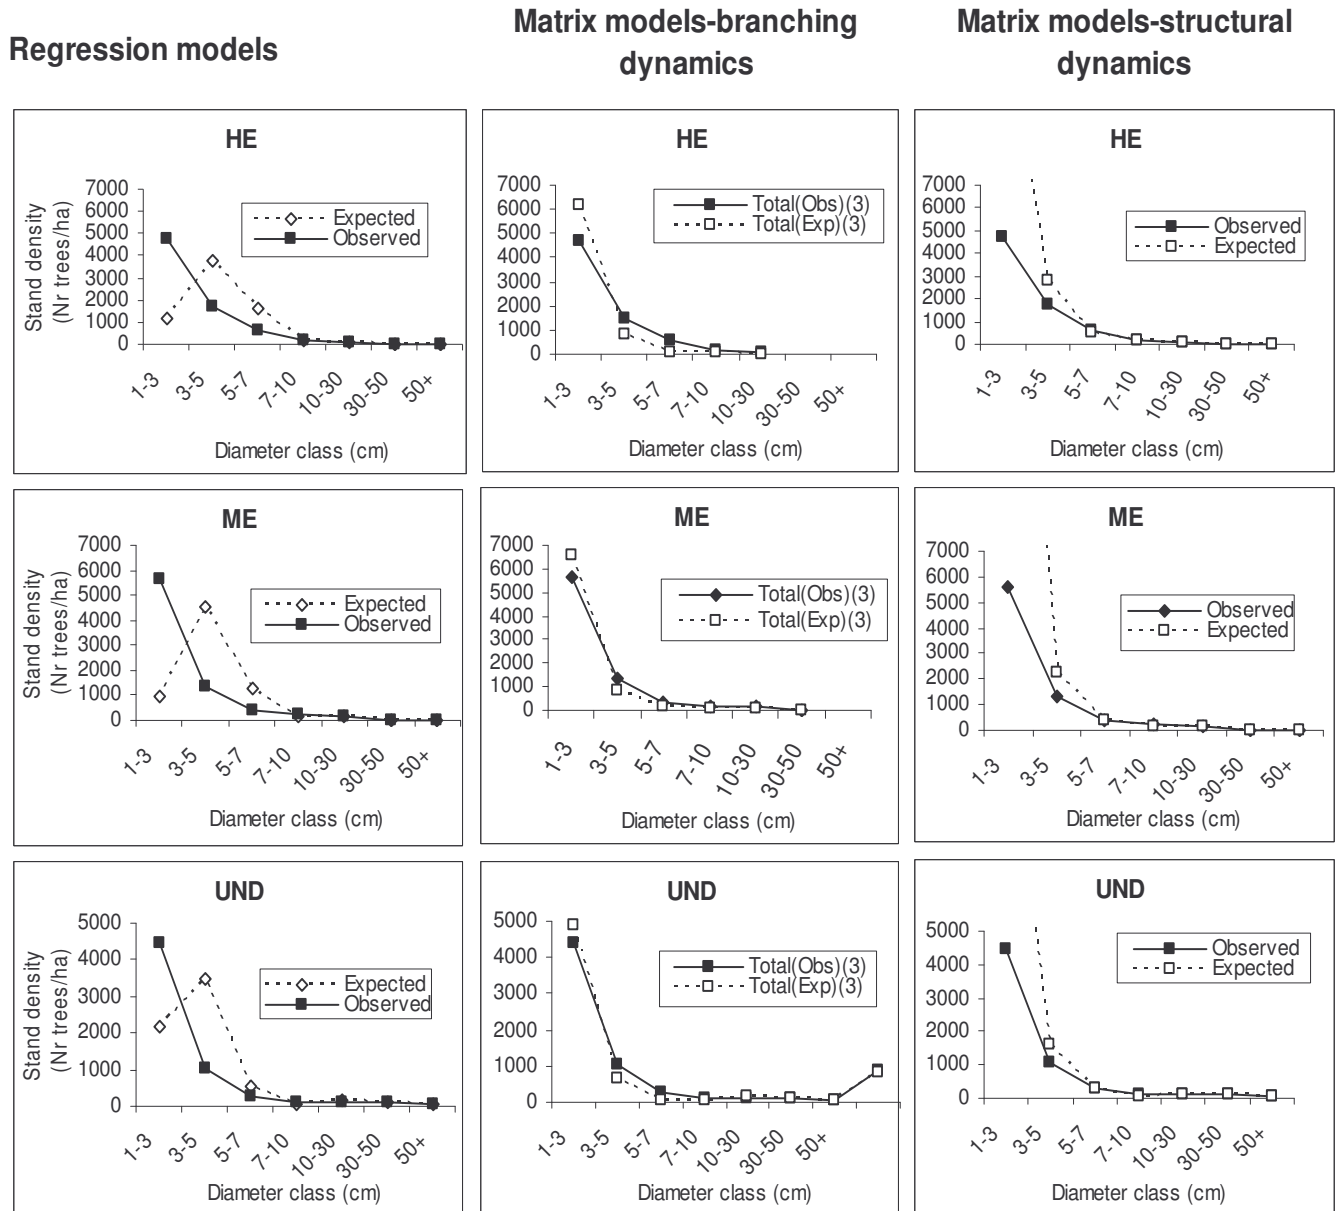 Regression models
Matrix models-branching
dynamics
Matrix models-structural
dynamics
HE
Stand density
(Nr trees/ha)
7000
6000
5000
4000
3000
2000
1000
0
Expected
Observed
1-3
3-5
5-7
7-10
10-30
30-50
50+
Diameter class (cm)
HE
7000
6000
5000
4000
3000
2000
1000
0
Total(Obs)(3)
Total(Exp)(3)
1-3
3-5
5-7
7-10
10-30
30-50
50+
Diameter class (cm)
HE
7000
6000
5000
4000
3000
2000
1000
0
Observed
Expected
1-3
3-5
5-7
7-10
10-30
30-50
50+
Diameter class (cm)
ME
Stand density
(Nr trees/ha)
7000
6000
5000
4000
3000
2000
1000
0
Expected
Observed
1-3
3-5
5-7
7-10
10-30
30-50
50+
Diameter class (cm)
ME
7000
6000
5000
4000
3000
2000
1000
0
Total(Obs)(3)
Total(Exp)(3)
1-3
3-5
5-7
7-10
10-30
30-50
50+
Diameter class (cm)
ME
7000
6000
5000
4000
3000
2000
1000
0
Observed
Expected
1-3
3-5
5-7
7-10
10-30
30-50
50+
Diameter class (cm)
UND
Stand density
(Nr trees/ha)
5000
4000
3000
2000
1000
0
Expected
Observed
1-3
3-5
5-7
7-10
10-30
30-50
50+
Diameter class (cm)
UND
5000
4000
3000
2000
1000
0
Total(Obs)(3)
Total(Exp)(3)
1-3
3-5
5-7
7-10
10-30
30-50
50+
Diameter class (cm)
UND
5000
4000
3000
2000
1000
0
Observed
Expected
1-3
3-5
5-7
7-10
10-30
30-50
50+
Diameter class (cm)